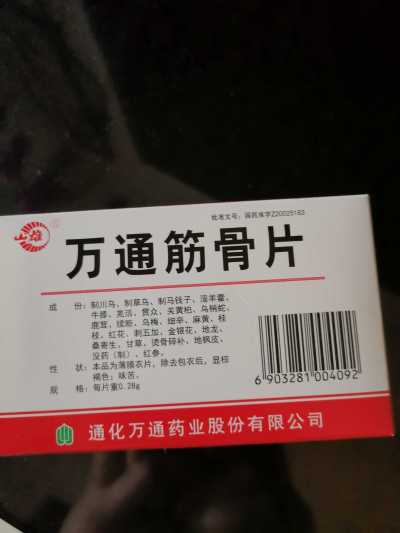 批准文号：国药准字Z20025183
雄
万通筋骨片
成　份：制川乌、制草乌、制马钱子、淫羊藿、
牛膝、羌活、贯众、关黄柏、乌梢蛇、
鹿茸、续断、乌梅、细辛、麻黄、桂
枝、红花、刺五加、金银花、地龙、
桑寄生、甘草、烫骨碎补、地枫皮、
没药（制）、红参。
性　状：本品为薄膜衣片，除去包衣后，显棕
褐色；味苦。
规　格：每片重0.28g
6 903281 004092
通化万通药业股份有限公司